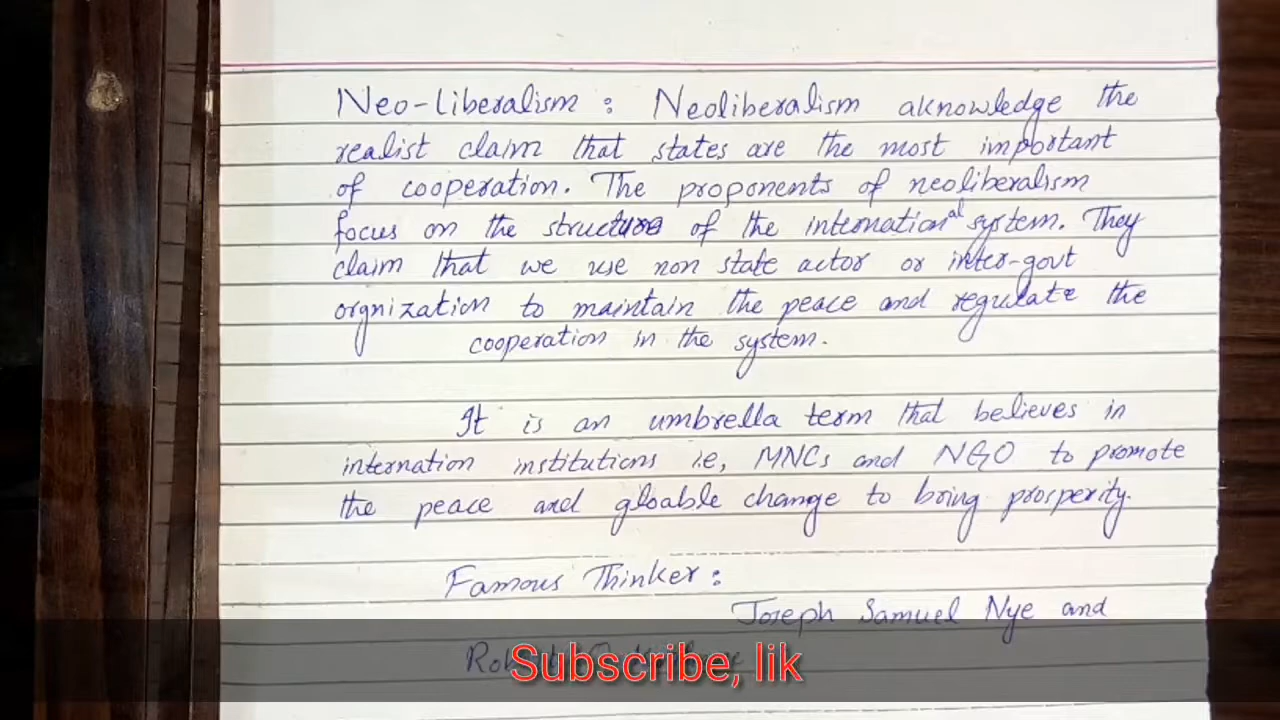 Neo-Liberalism : Neoliberalism aknowledge the
realist claim that states are the most important
of cooperation. The proponents of neoliberalism
focus on the structure of the international system. They
claim that we use non state actor or inter-govt
orgnization to maintain the peace and regulate the
cooperation in the system.
It is an umbrella term that believes in
internation institutions i.e, MNCs and NGO to promote
the peace and gloable change to bring prosperity.
Famous Thinker :
Joseph Samuel Nye and
Subscribe, lik